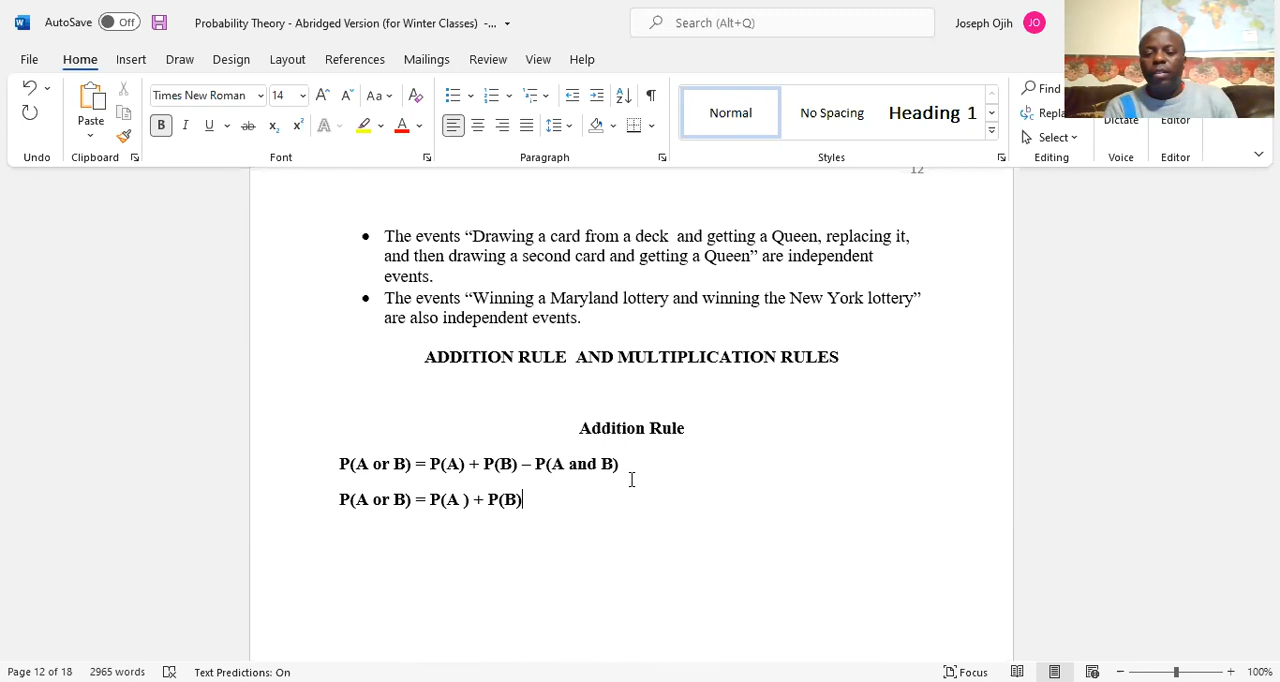 AutoSave Off Probability Theory - Abridged Version (for Winter Classes) -... Search (Alt+Q) Joseph Ojih JO
File Home Insert Draw Design Layout References Mailings Review View Help
Paste Times New Roman 14 Aa Normal No Spacing Heading 1 Find
Repla
Select
Dictate Editor
Undo Clipboard Font Paragraph Styles Editing Voice Editor
12
• The events “Drawing a card from a deck and getting a Queen, replacing it,
and then drawing a second card and getting a Queen” are independent
events.
• The events “Winning a Maryland lottery and winning the New York lottery”
are also independent events.
ADDITION RULE AND MULTIPLICATION RULES
Addition Rule
P(A or B) = P(A) + P(B) – P(A and B)
P(A or B) = P(A ) + P(B)
Page 12 of 18 2965 words Text Predictions: On Focus 100%